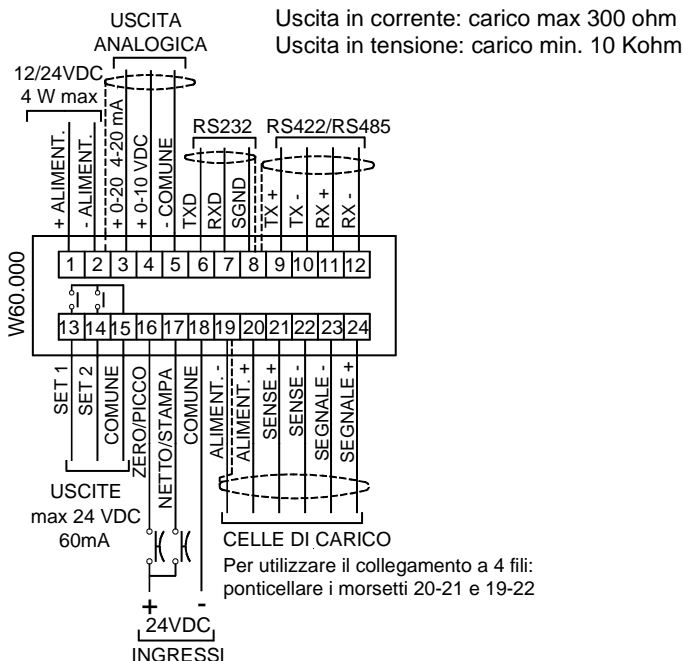 USCITA
ANALOGICA
Uscita in corrente: carico max 300 ohm
Uscita in tensione: carico min. 10 Kohm
12/24VDC
4 W max
RS232
RS422/RS485
+ ALIMENT.
- ALIMENT.
+ 0-20 4-20 mA
+ 0-10 VDC
- COMUNE
TXD
RXD
SGND
TX +
TX -
RX +
RX -
W60.000
1 2 3 4 5 6 7 8 9 10 11 12
13 14 15 16 17 18 19 20 21 22 23 24
SET 1
SET 2
COMUNE
ZERO/PICCO
NETTO/STAMPA
COMUNE
ALIMENT. -
ALIMENT. +
SENSE +
SENSE -
SEGNALE -
SEGNALE +
USCITE
max 24 VDC
60mA
CELLE DI CARICO
Per utilizzare il collegamento a 4 fili:
ponticellare i morsetti 20-21 e 19-22
+ -
24VDC
INGRESSI